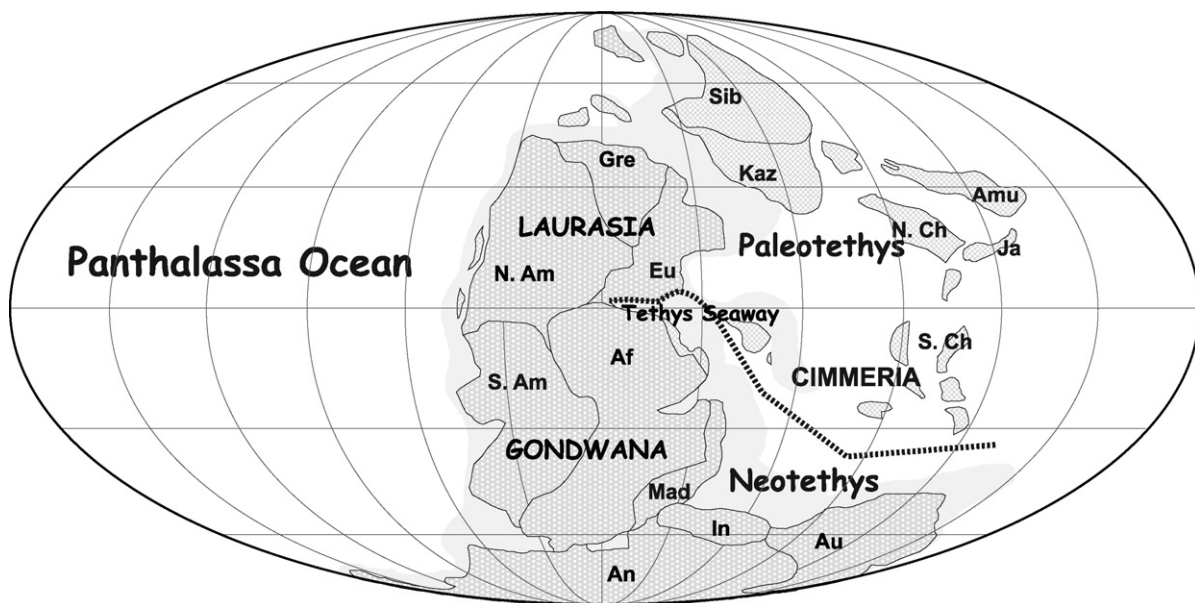 Sib
Gre
Kaz
Amu
LAURASIA
N. Ch
Panthalassa Ocean
Paleotethys
Ja
N. Am
Eu
Tethys Seaway
S. Ch
Af
S. Am
CIMMERIA
GONDWANA
Neotethys
Mad
In
Au
An